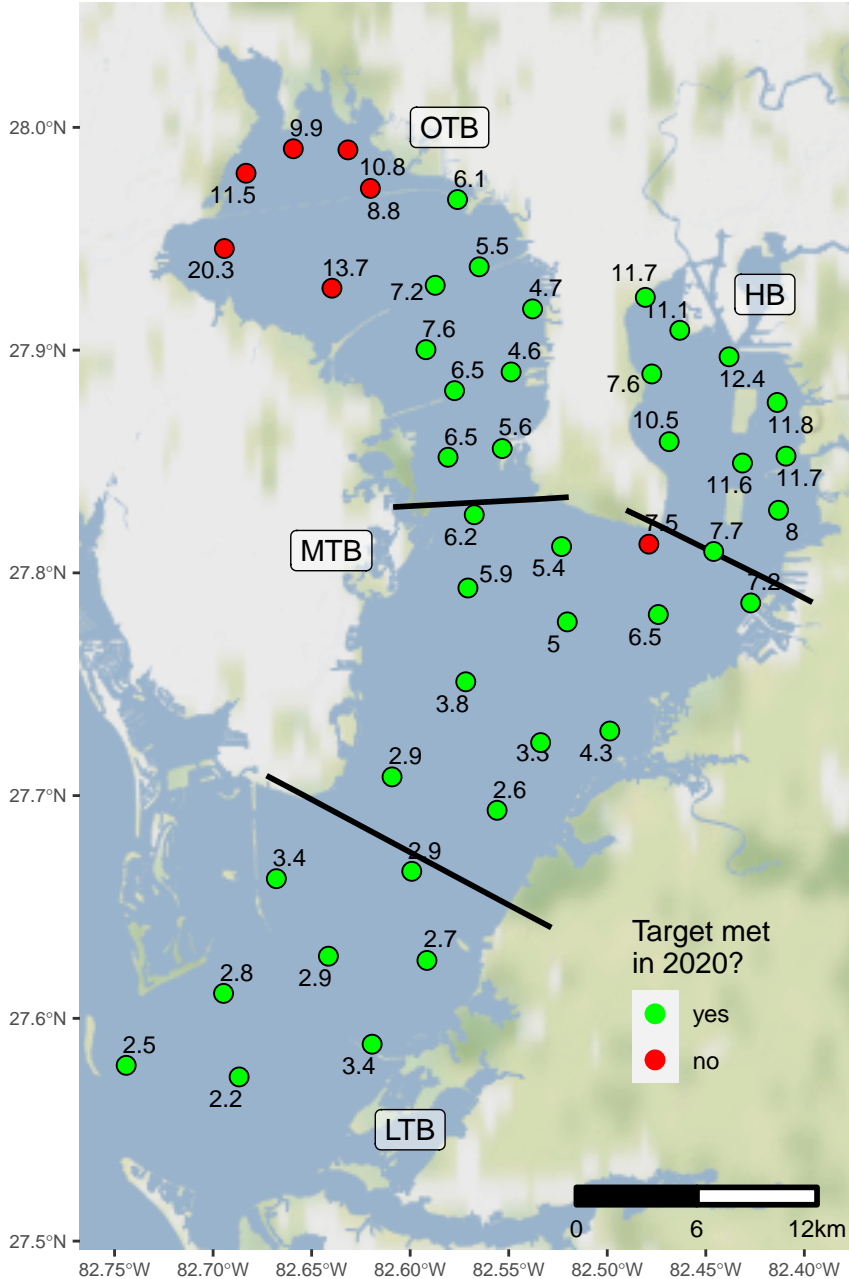 28.0°N
9.9
OTB
10.8
11.5
8.8
6.1
20.3
13.7
5.5
7.2
4.7
11.7
HB
11.1
27.9°N
7.6
4.6
6.5
7.6
12.4
10.5
11.8
6.5
5.6
11.6
11.7
7.5
8
6.2
7.7
MTB
5.4
27.8°N
5.9
7.2
5
6.5
3.8
3.3
4.3
2.9
27.7°N
2.6
2.9
3.4
2.7
Target met
in 2020?
2.9
2.8
27.6°N
yes
2.5
3.4
no
2.2
LTB
0 6 12km
27.5°N
82.75°W 82.70°W 82.65°W 82.60°W 82.55°W 82.50°W 82.45°W 82.40°W